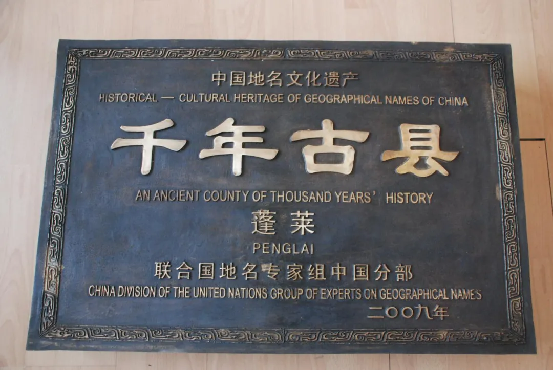 中国地名文化遗产
HISTORICAL — CULTURAL HERITAGE OF GEOGRAPHICAL NAMES OF CHINA
千年古县
AN ANCIENT COUNTY OF THOUSAND YEARS' HISTORY
蓬莱
PENGLAI
联合国地名专家组中国分部
CHINA DIVISION OF THE UNITED NATIONS GROUP OF EXPERTS ON GEOGRAPHICAL NAMES
二〇〇九年